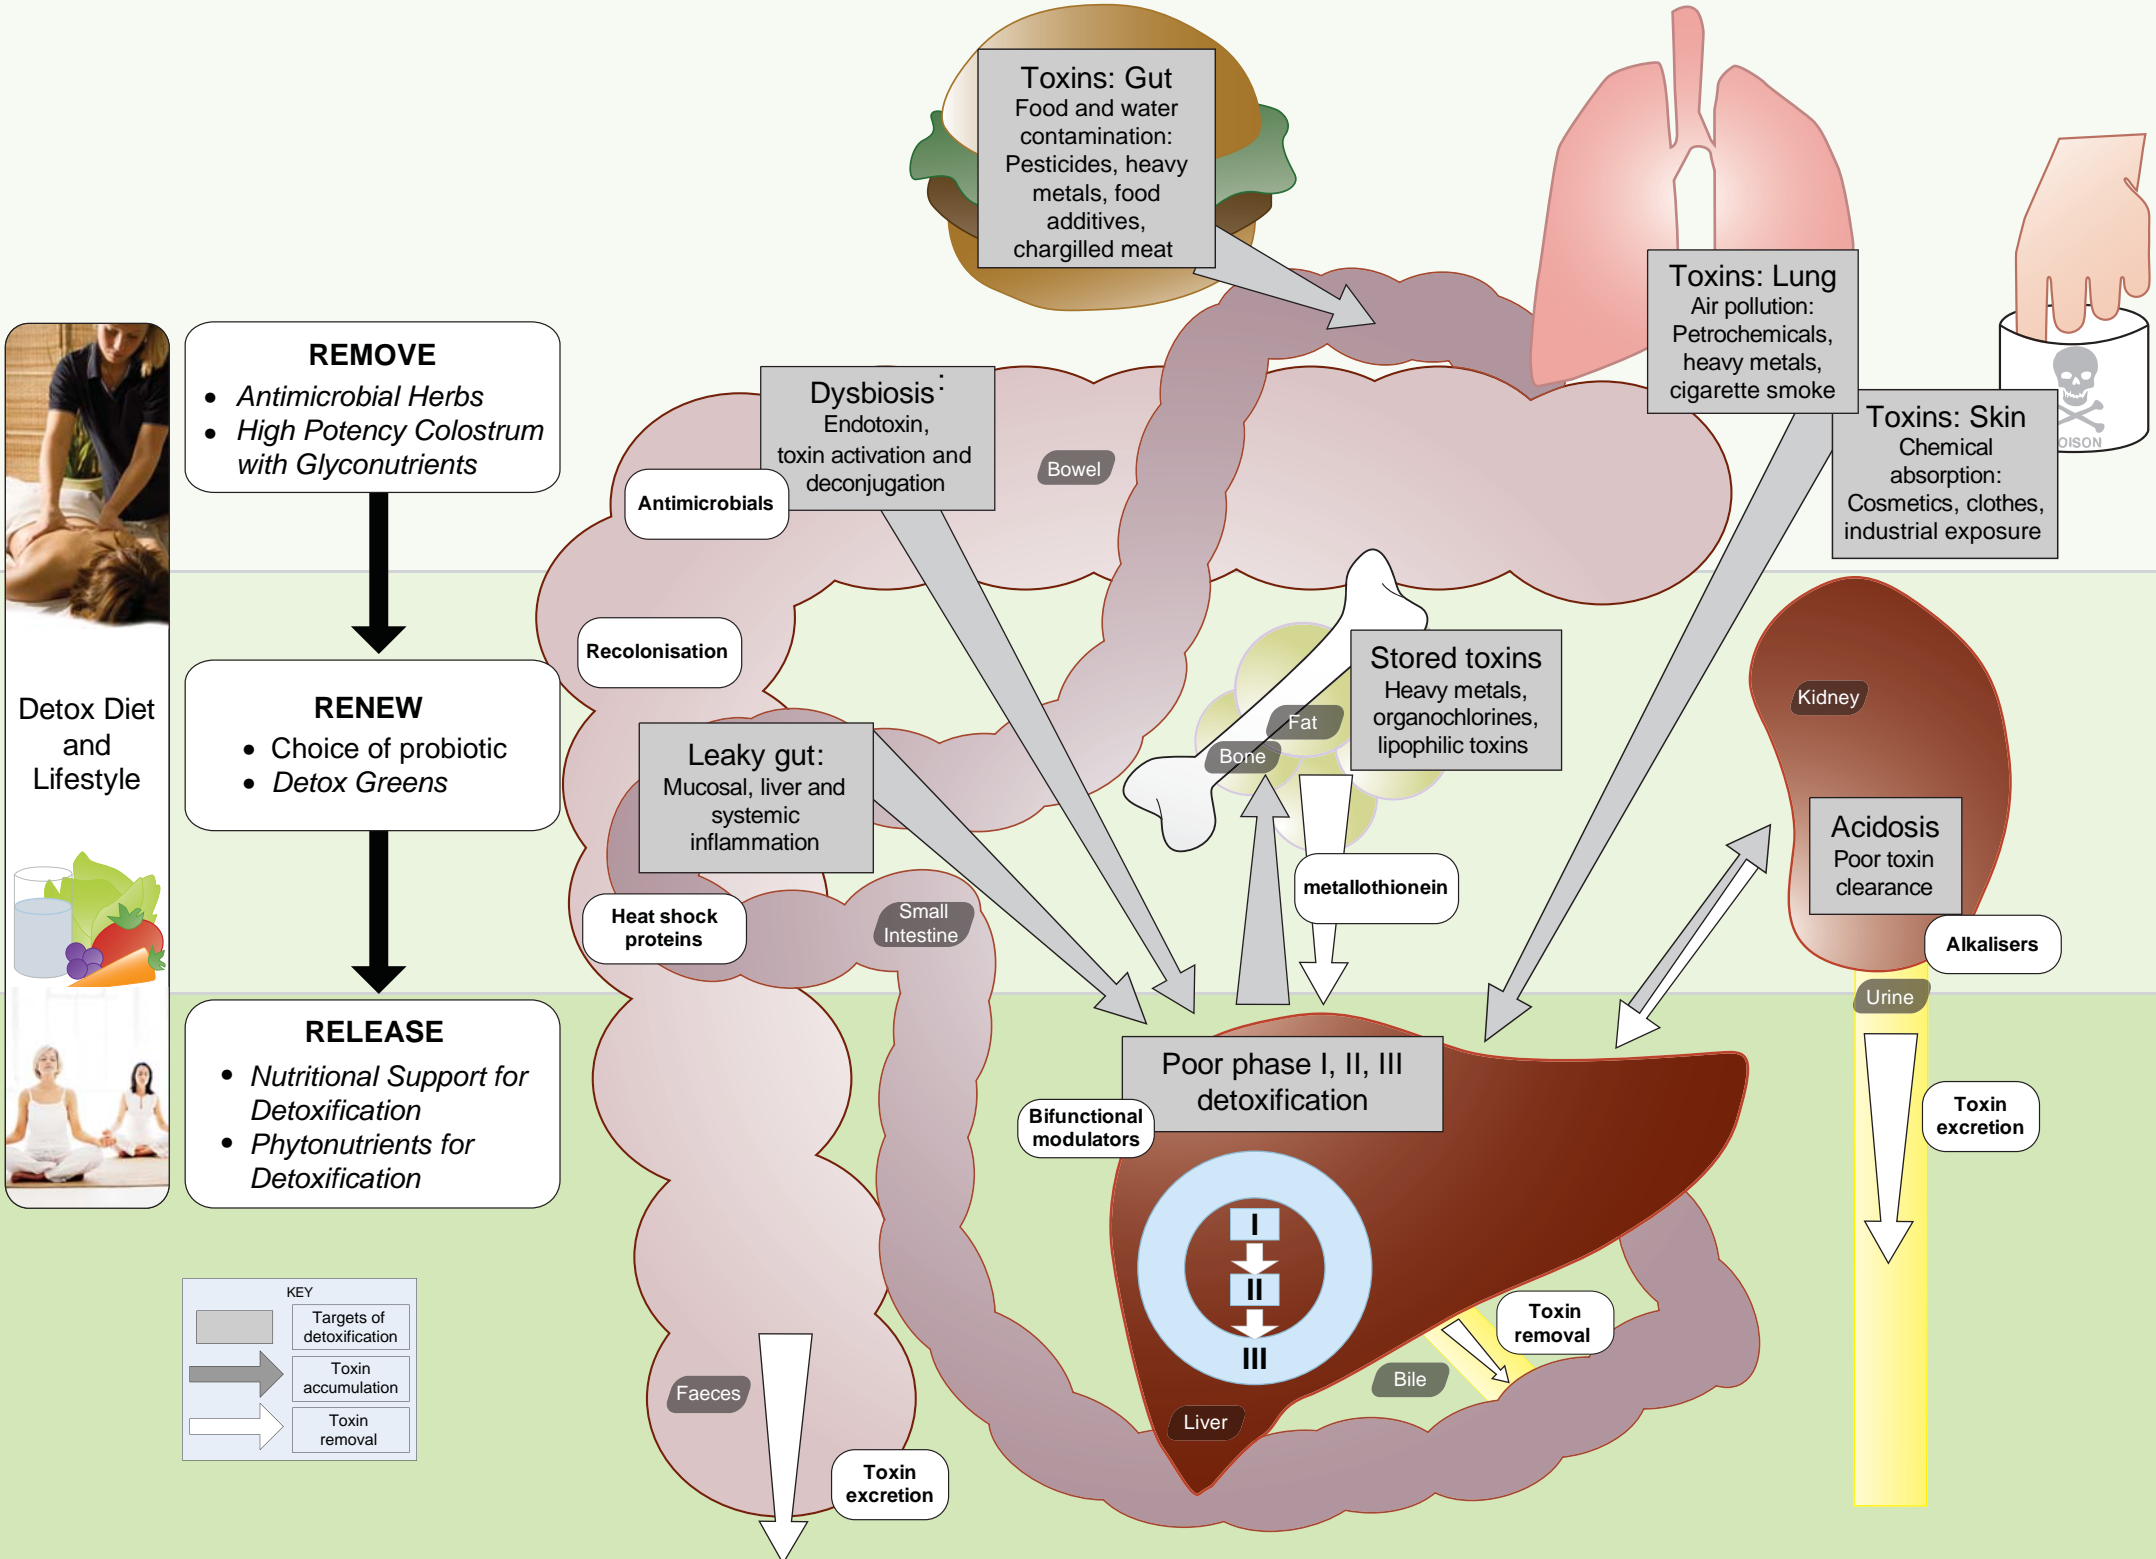 Toxins: Gut
Food and water
contamination:
Pesticides, heavy
metals, food
additives,
chargilled meat
Toxins: Lung
Air pollution:
Petrochemicals,
heavy metals,
cigarette smoke
OISON
Toxins: Skin
Chemical
absorption:
Cosmetics, clothes,
industrial exposure
Detox Diet
and
Lifestyle
REMOVE
• Antimicrobial Herbs
• High Potency Colostrum
with Glyconutrients
RENEW
• Choice of probiotic
• Detox Greens
RELEASE
• Nutritional Support for
Detoxification
• Phytonutrients for
Detoxification
Dysbiosis:
Endotoxin,
toxin activation and
deconjugation
Antimicrobials
Bowel
Recolonisation
Leaky gut:
Mucosal, liver and
systemic
inflammation
Heat shock
proteins
Small
Intestine
Stored toxins
Heavy metals,
organochlorines,
lipophilic toxins
Fat
Bone
metallothionein
Kidney
Acidosis
Poor toxin
clearance
Alkalisers
Urine
Toxin
excretion
Poor phase I, II, III
detoxification
Bifunctional
modulators
I
II
III
Liver
Toxin
removal
Bile
Faeces
Toxin
excretion
KEY
Targets of
detoxification
Toxin
accumulation
Toxin
removal